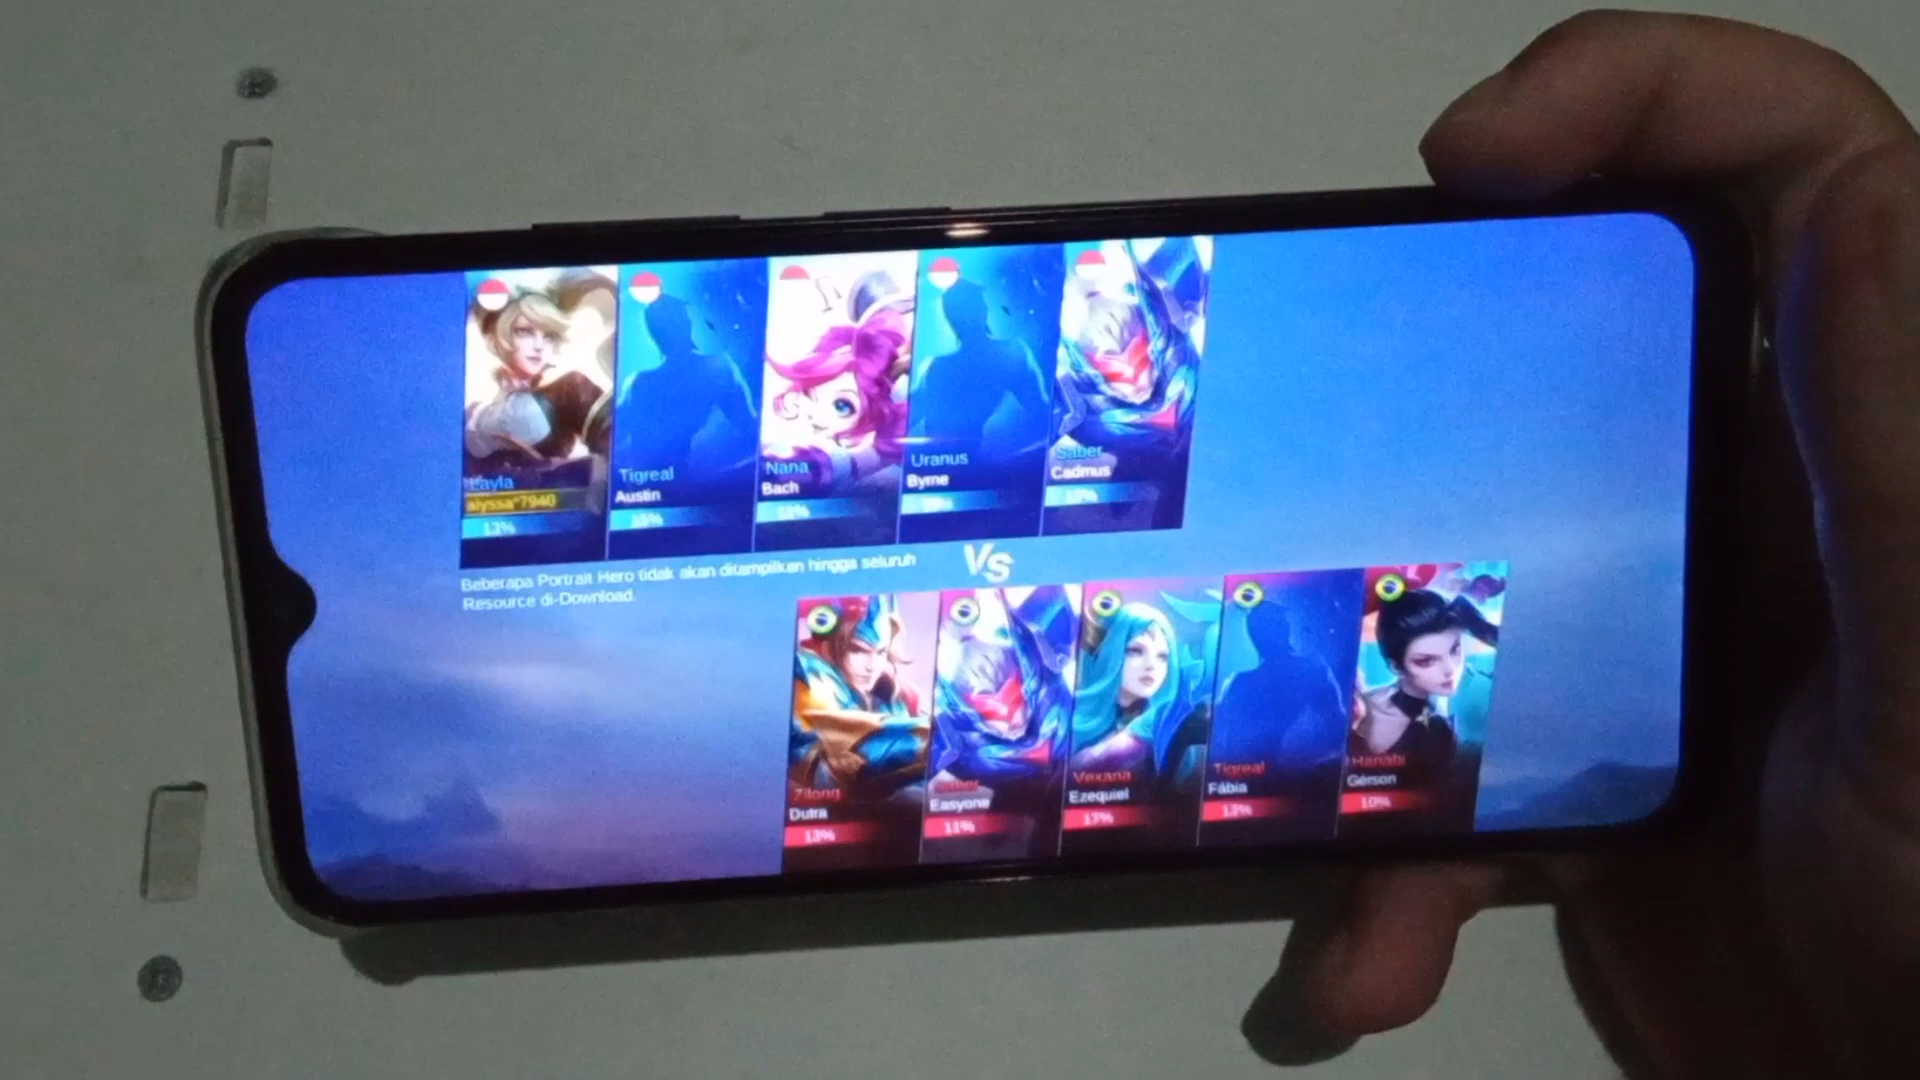 Layla
alyssa*7940
13%
Tigreal
Austin
Nana
Bach
Uranus
Byrne
Saber
Cadmus
Beberapa Portrait Hero tidak akan ditampilkan hingga seluruh
Resource di-Download.
Vs
Zilong
Dutra
13%
Easyone
11%
Vexana
Ezequiel
17%
Tigreal
Fábia
13%
Hanabi
Gérson
10%